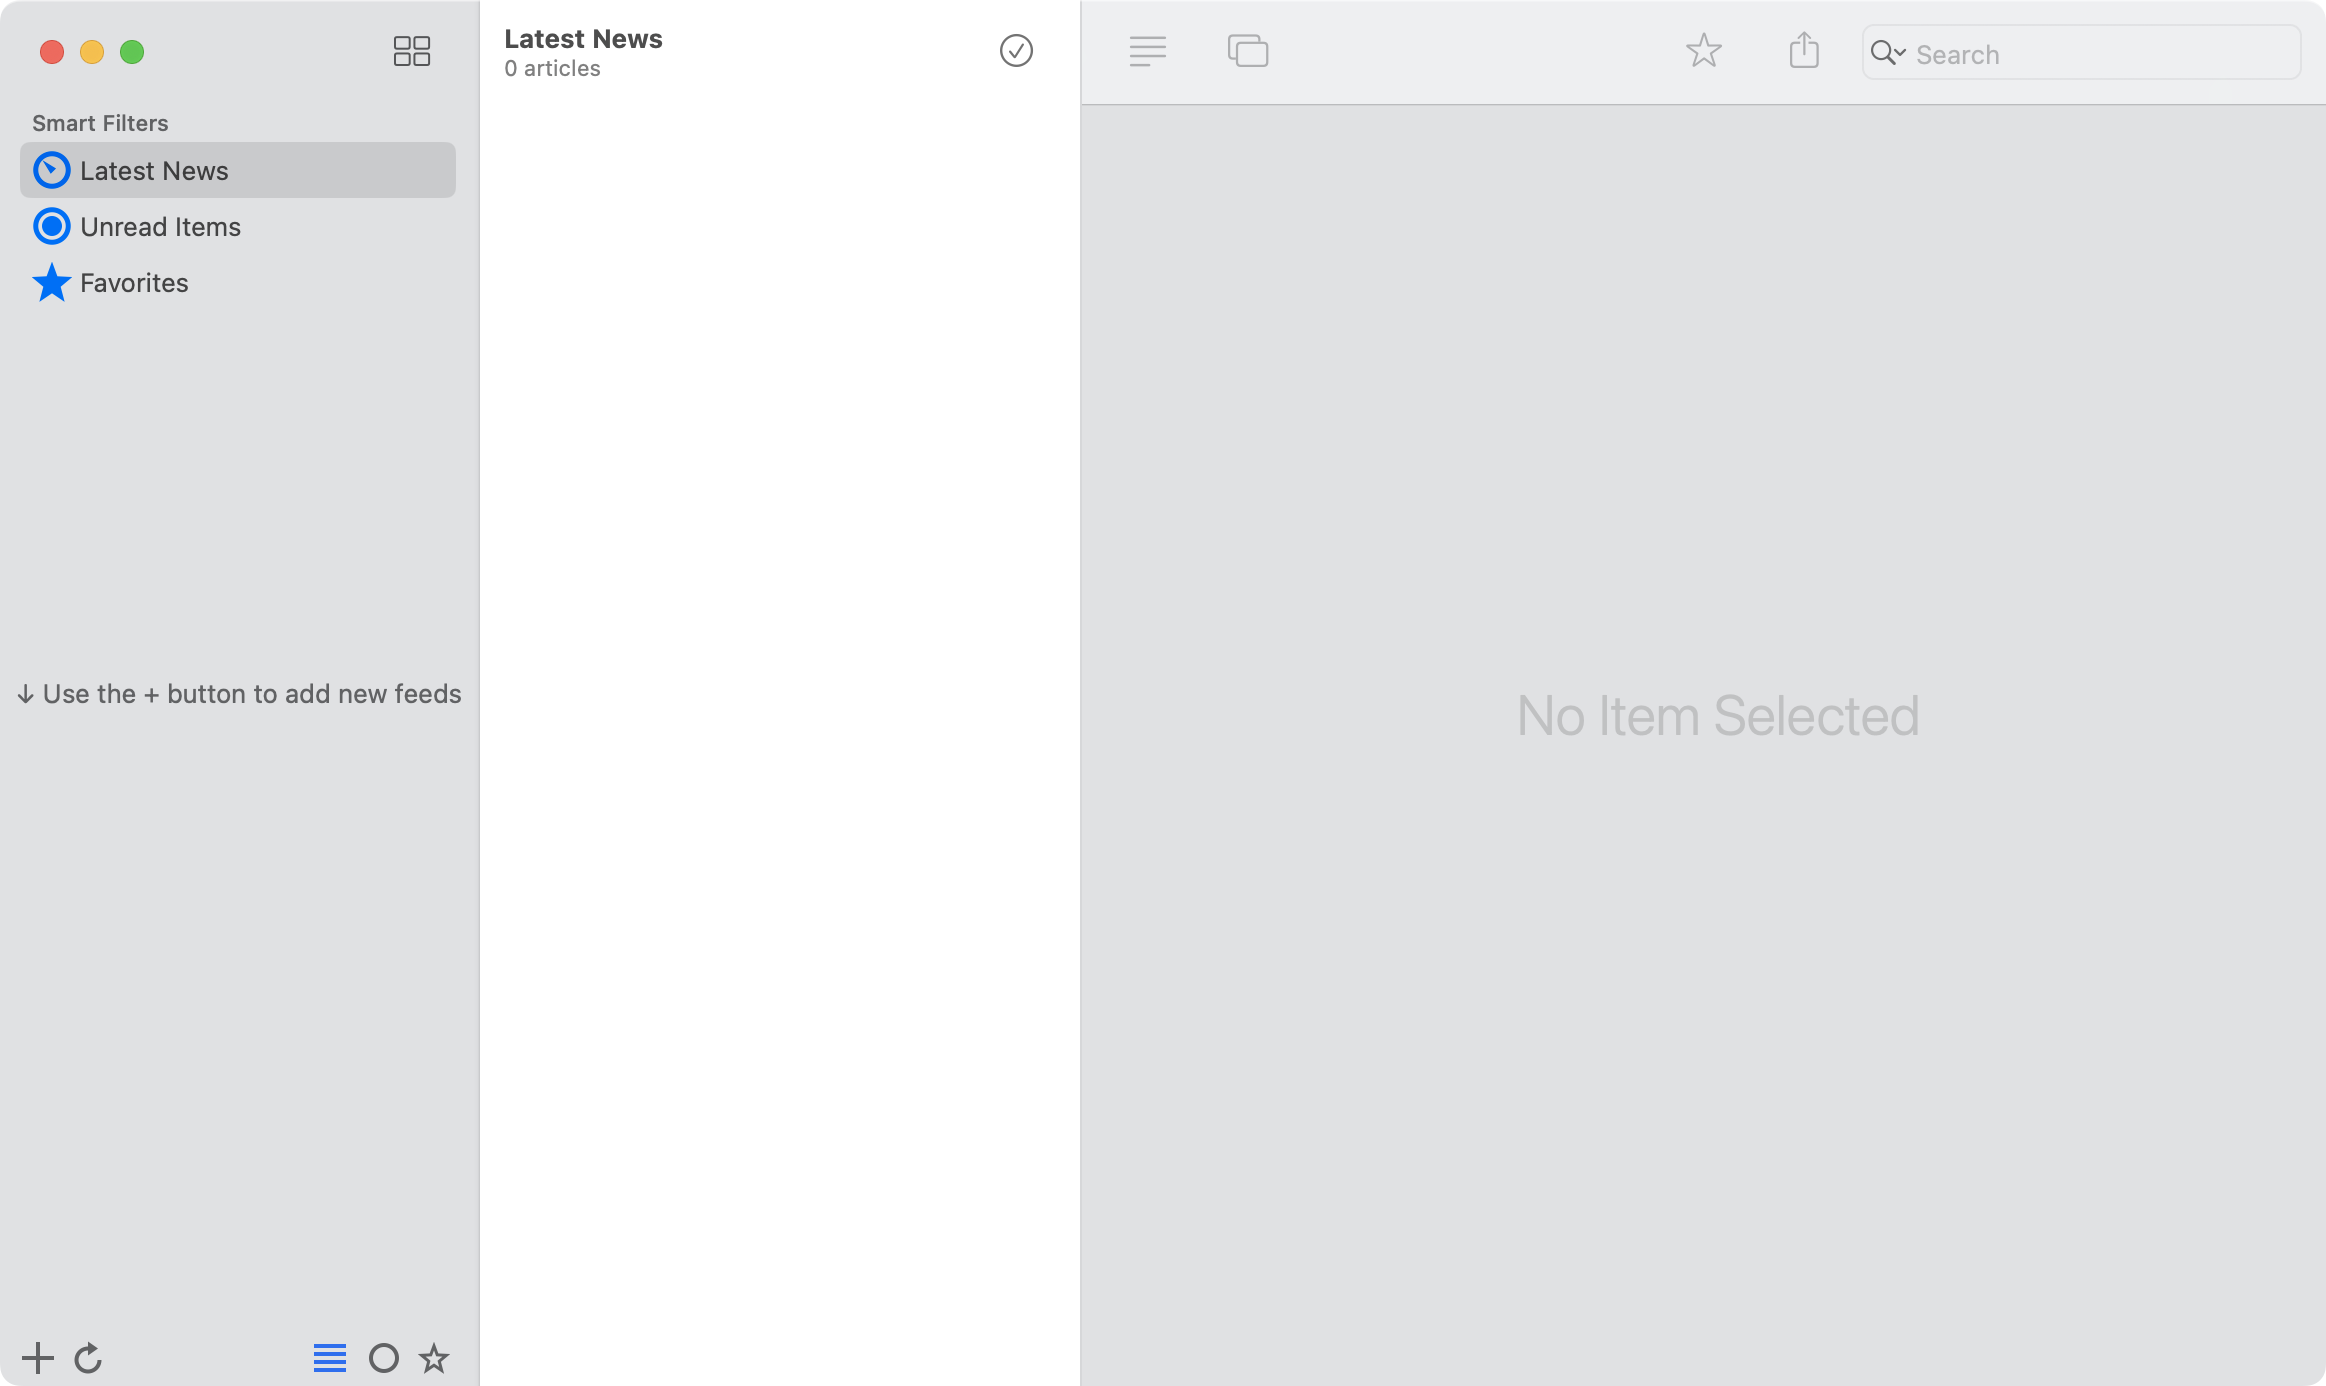 Latest News
0 articles
Search
Smart Filters
Latest News
Unread Items
Favorites
↓ Use the + button to add new feeds
No Item Selected